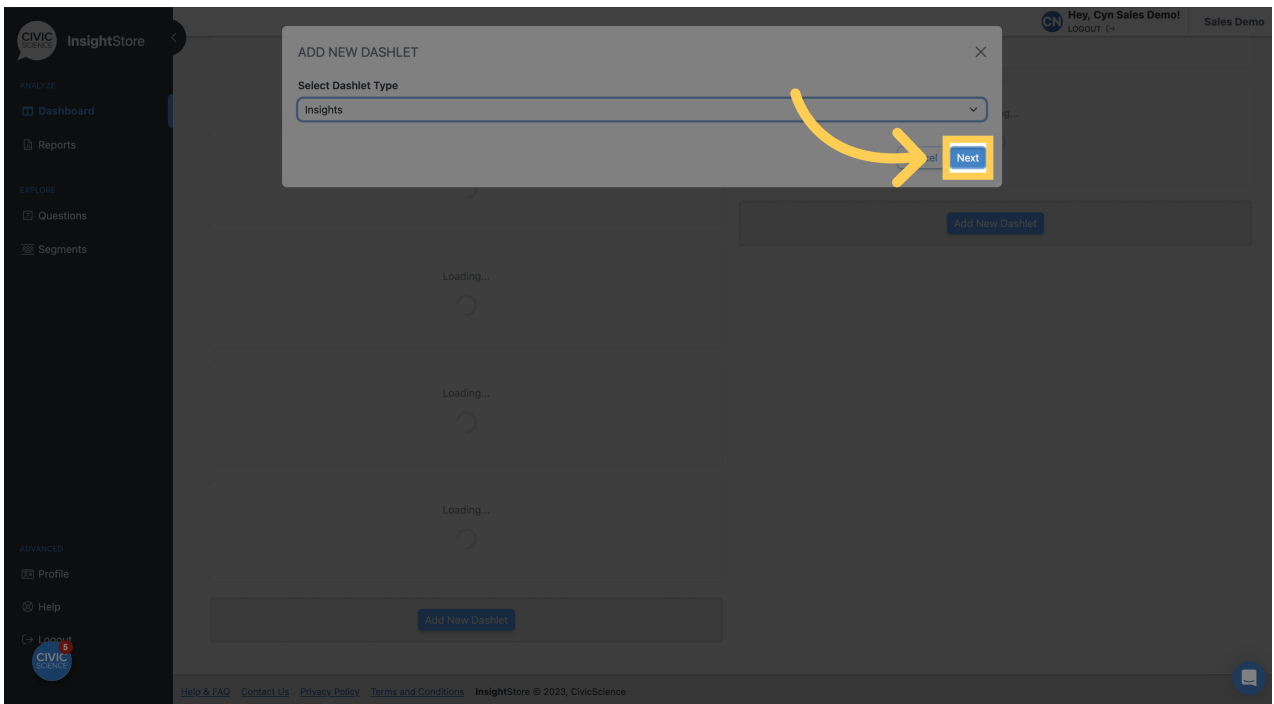 CIVIC
SCIENCE
InsightStore
CN
Hey, Cyn Sales Demo!
LOGOUT
Sales Demo
ANALYZE
Dashboard
Reports
EXPLORE
Questions
Segments
ADD NEW DASHLET
Select Dashlet Type
Insights
Next
Add New Dashlet
Loading...
Loading...
Loading...
Add New Dashlet
ADVANCED
Profile
Help
Logout
5
CIVIC
SCIENCE
Help & FAQ Contact Us Privacy Policy Terms and Conditions InsightStore © 2023, CivicScience